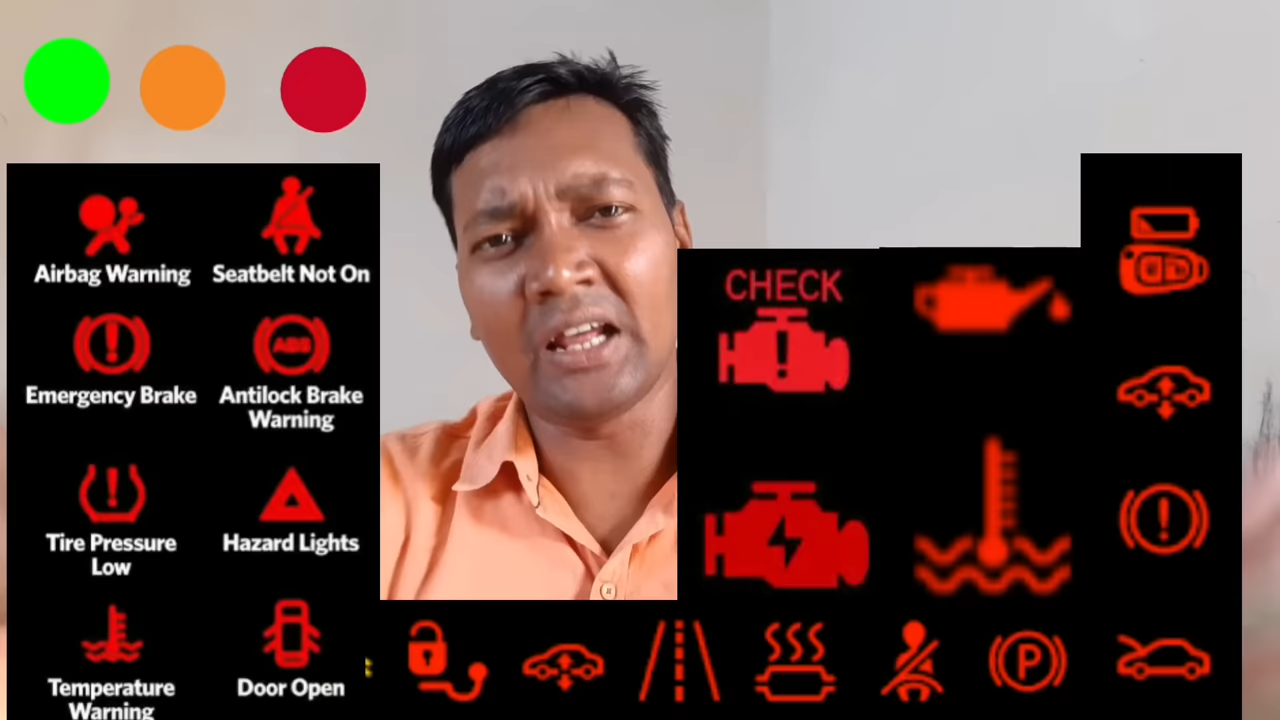 Airbag Warning
Seatbelt Not On
Emergency Brake
ABS
Antilock Brake
Warning
Tire Pressure
Low
Hazard Lights
Temperature
Warning
Door Open
CHECK
P